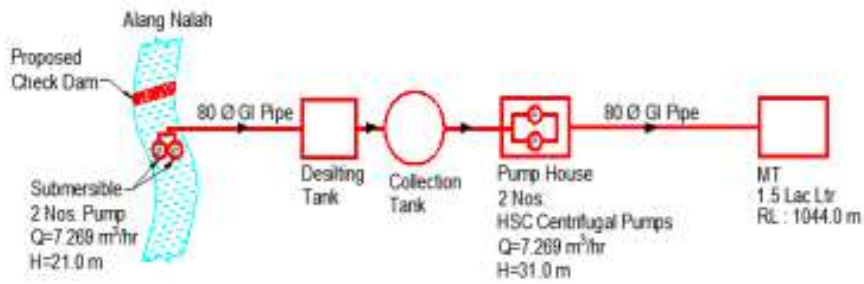 Alang Nalah
Proposed
Check Dam
80 Ø GI Pipe
80 Ø GI Pipe
Submersible
2 Nos. Pump
Q=7.269 m³/hr
H=21.0 m
Desilting
Tank
Collection
Tank
Pump House
2 Nos.
HSC Centrifugal Pumps
Q=7.269 m³/hr
H=31.0 m
MT
1.5 Lac Ltr
RL : 1044.0 m